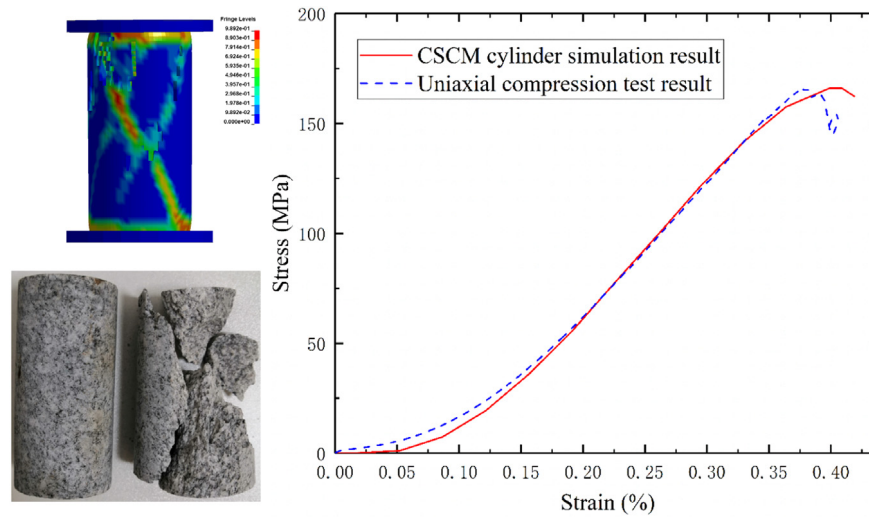 Fringe Levels
9.892e-01
8.903e-01
7.914e-01
6.924e-01
5.935e-01
4.946e-01
3.957e-01
2.968e-01
1.978e-01
9.892e-02
0.000e+00
200
150
100
50
0
Stress (MPa)
CSCM cylinder simulation result
Uniaxial compression test result
0.00 0.05 0.10 0.15 0.20 0.25 0.30 0.35 0.40
Strain (%)